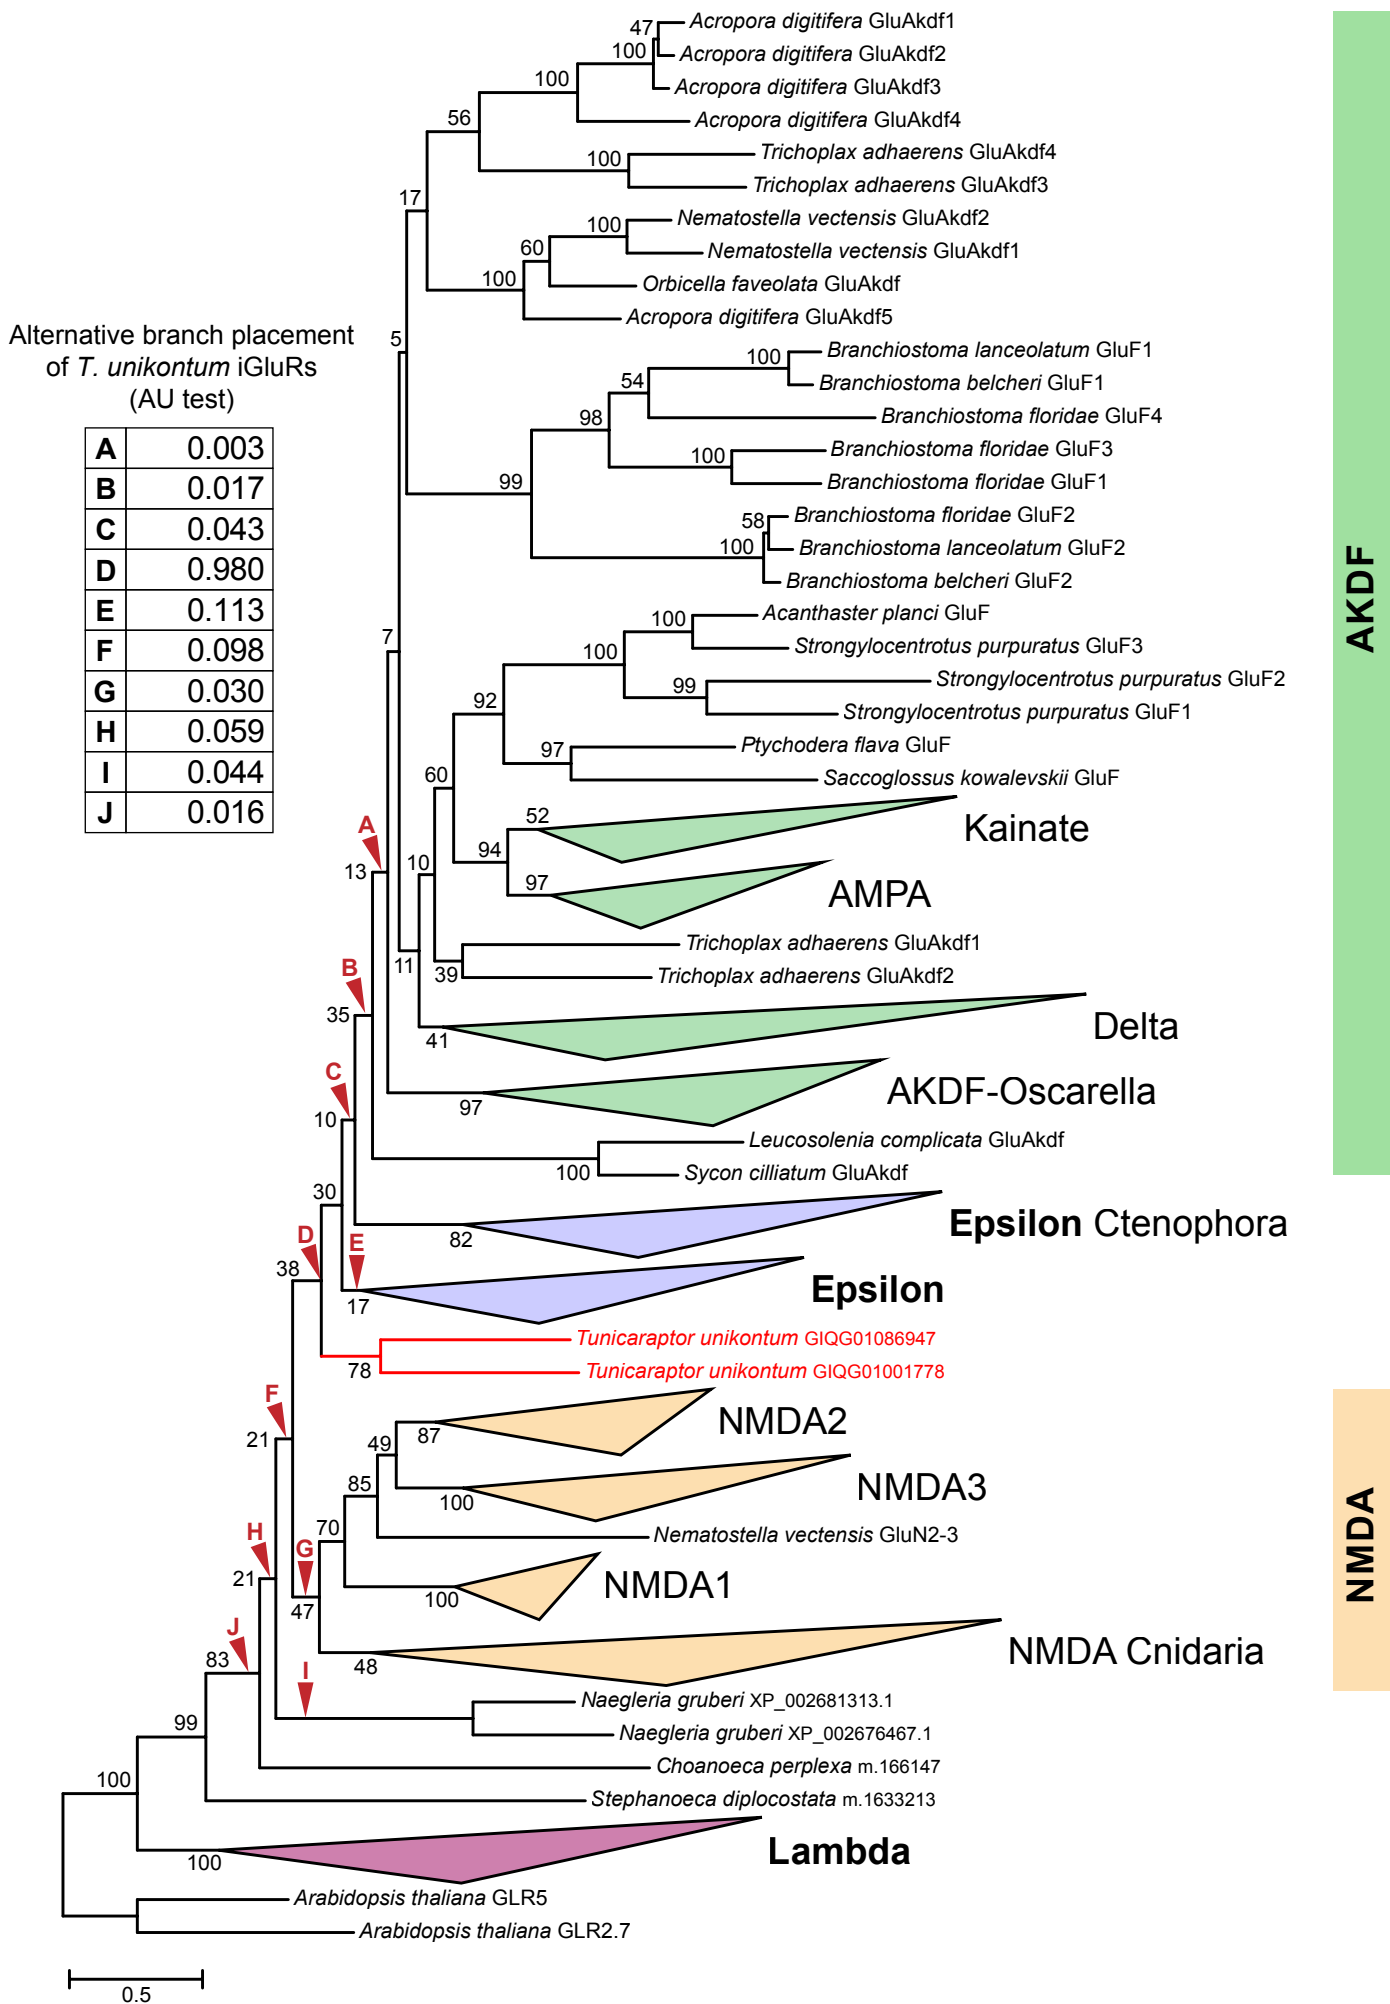 Acropora digitifera GluAkdf1
47
Acropora digitifera GluAkdf2
100
Acropora digitifera GluAkdf3
100
Acropora digitifera GluAkdf4
56
Trichoplax adhaerens GluAkdf4
100
Trichoplax adhaerens GluAkdf3
17
Nematostella vectensis GluAkdf2
100
Nematostella vectensis GluAkdf1
60
Orbicella faveolata GluAkdf
100
Acropora digitifera GluAkdf5
Alternative branch placement
of T. unikontum iGluRs
(AU test)
A 0.003
B 0.017
C 0.043
D 0.980
E 0.113
F 0.098
G 0.030
H 0.059
I 0.044
J 0.016
5
Branchiostoma lanceolatum GluF1
100
Branchiostoma belcheri GluF1
54
Branchiostoma floridae GluF4
98
Branchiostoma floridae GluF3
100
Branchiostoma floridae GluF1
99
Branchiostoma floridae GluF2
58
Branchiostoma lanceolatum GluF2
100
Branchiostoma belcheri GluF2
AKDF
Acanthaster planci GluF
100
Strongylocentrotus purpuratus GluF3
7
100
Strongylocentrotus purpuratus GluF2
99
Strongylocentrotus purpuratus GluF1
92
Ptychodera flava GluF
97
Saccoglossus kowalevskii GluF
60
52
Kainate
A
94
13
10
97
AMPA
Trichoplax adhaerens GluAkdf1
11
39
Trichoplax adhaerens GluAkdf2
B
35
41
Delta
C
97
AKDF-Oscarella
10
Leucosolenia complicata GluAkdf
100
Sycon cilliatum GluAkdf
30
82
Epsilon Ctenophora
D
E
38
17
Epsilon
Tunicaraptor unikontum GIQG01086947
78
Tunicaraptor unikontum GIQG01001778
F
21
87
NMDA2
49
85
100
NMDA3
NMDA
70
Nematostella vectensis GluN2-3
H
G
21
100
NMDA1
47
J
48
NMDA Cnidaria
83
I
Naegleria gruberi XP_002681313.1
99
Naegleria gruberi XP_002676467.1
Choanoeca perplexa m.166147
100
Stephanoeca diplocostata m.1633213
100
Lambda
Arabidopsis thaliana GLR5
Arabidopsis thaliana GLR2.7
0.5